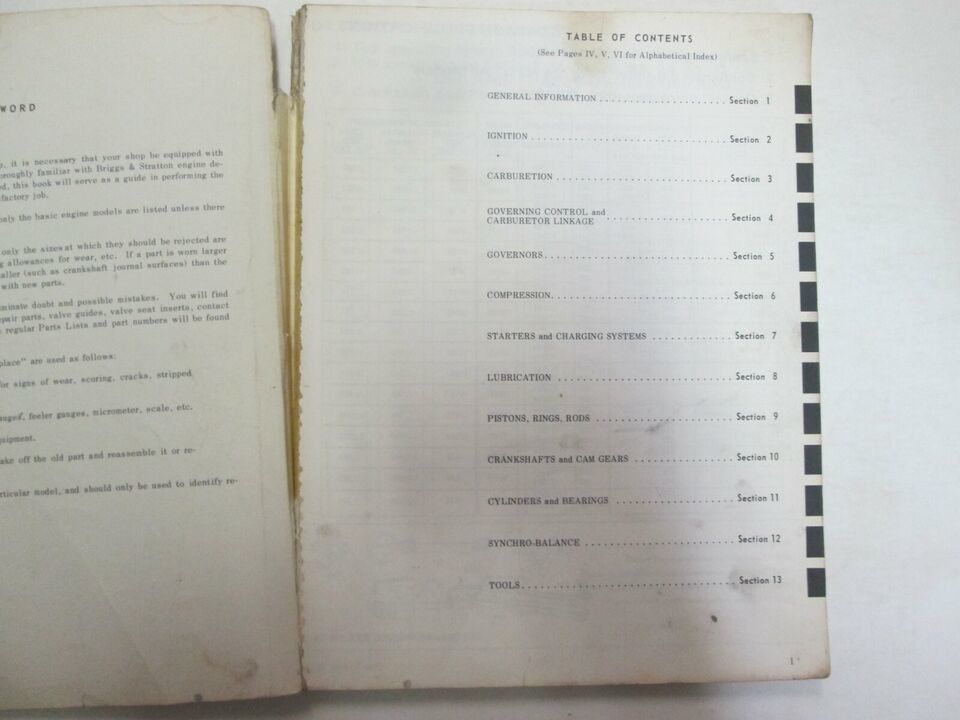 WORD
it is necessary that your shop be equipped with
oroughly familiar with Briggs & Stratton engine de-
ed, this book will serve as a guide in performing the
factory job.
only the basic engine models are listed unless there
only the sizes at which they should be rejected are
g allowances for wear, etc. If a part is worn larger
aller (such as crankshaft journal surfaces) than the
with new parts.
iminate doubt and possible mistakes. You will find
epair parts, valve guides, valve seat inserts, contact
regular Parts Lists and part numbers will be found
place" are used as follows:
for signs of wear, scoring, cracks, stripped
auges, feeler gauges, micrometer, scale, etc.
quipment.
ake off the old part and reassemble it or re-
articular model, and should only be used to identify re-
TABLE OF CONTENTS
(See Pages IV, V, VI for Alphabetical Index)
GENERAL INFORMATION ..................... Section 1
IGNITION ................................. Section 2
CARBURETION ............................. Section 3
GOVERNING CONTROL and
CARBURETOR LINKAGE ..................... Section 4
GOVERNORS ................................ Section 5
COMPRESSION .............................. Section 6
STARTERS and CHARGING SYSTEMS ............. Section 7
LUBRICATION .............................. Section 8
PISTONS, RINGS, RODS ....................... Section 9
CRANKSHAFTS and CAM GEARS ................ Section 10
CYLINDERS and BEARINGS .................... Section 11
SYNCHRO-BALANCE ......................... Section 12
TOOLS .................................... Section 13
1